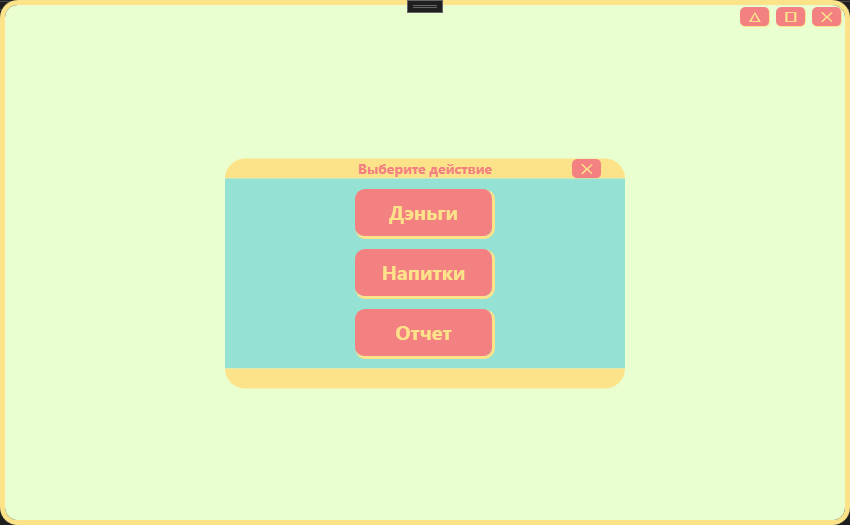 Выберите действие
Дэньги
Напитки
Отчет